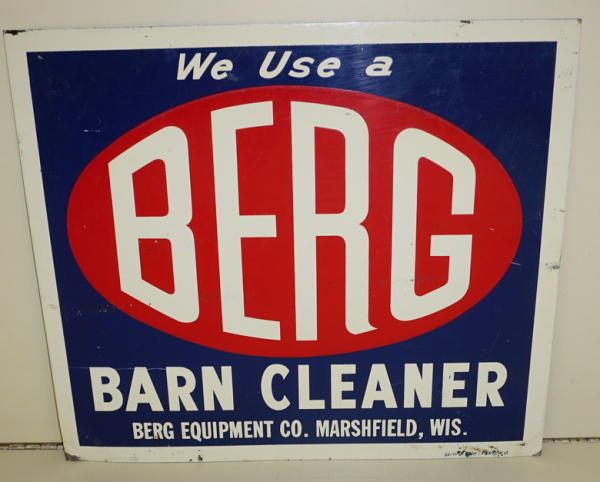 We Use a
BERG
BARN CLEANER
BERG EQUIPMENT CO. MARSHFIELD, WIS.